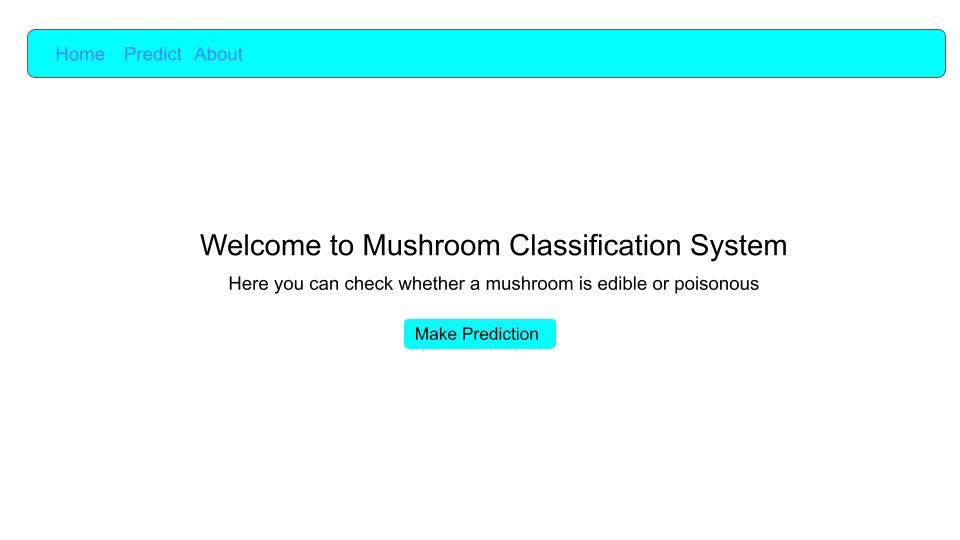 Home Predict About
Welcome to Mushroom Classification System
Here you can check whether a mushroom is edible or poisonous
Make Prediction